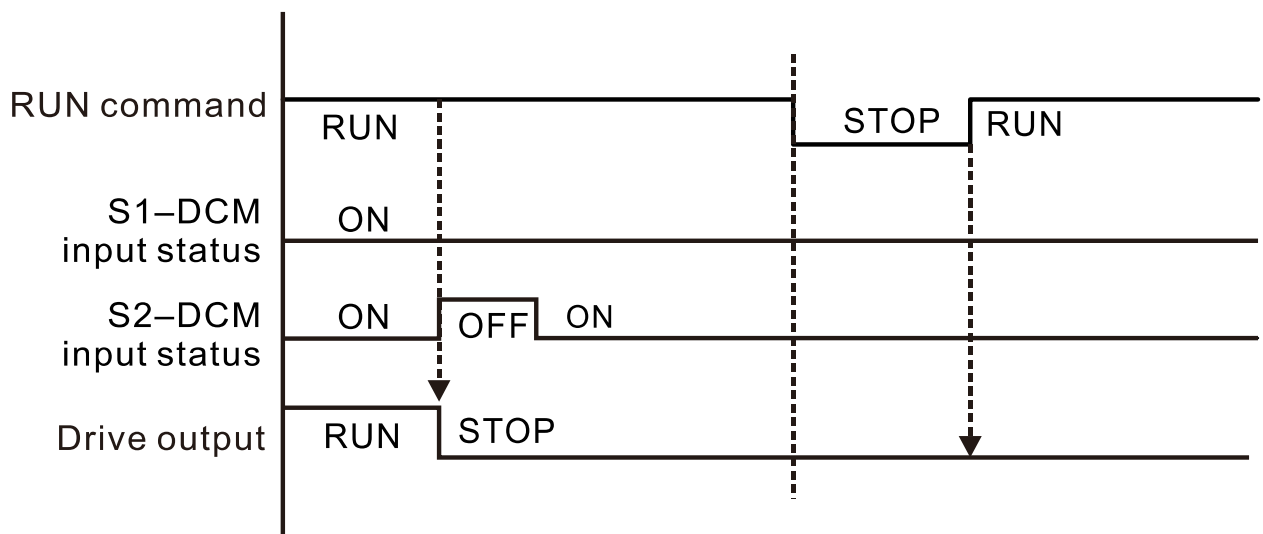 RUN command
RUN
STOP
RUN
S1–DCM
input status
ON
S2–DCM
input status
ON
OFF
ON
Drive output
RUN
STOP